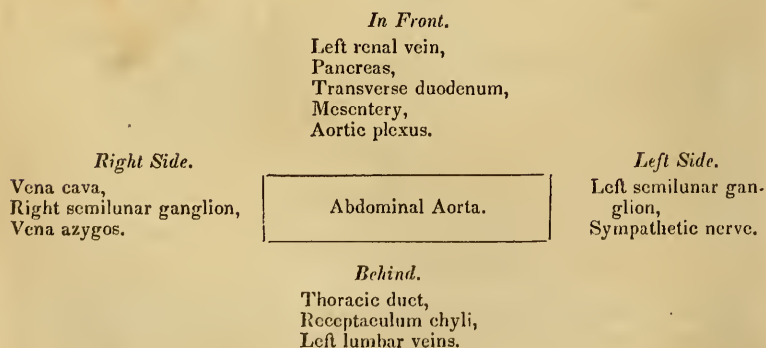 In Front.
Left renal vein,
Pancreas,
Transverse duodenum,
Mesentery,
Aortic plexus.
Right Side.
Vena cava,
Right semilunar ganglion,
Vena azygos.
Abdominal Aorta.
Left Side.
Left semilunar gan-
glion,
Sympathetic nerve.
Behind.
Thoracic duct,
Receptaculum chyli,
Left lumbar veins.